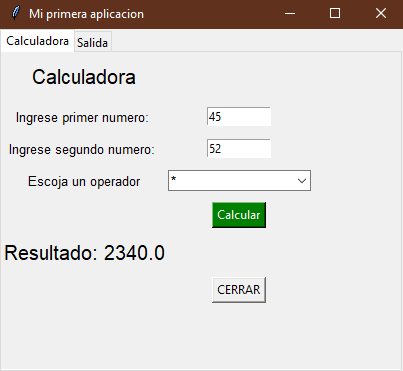 Mi primera aplicacion
Calculadora Salida
Calculadora
Ingrese primer numero: 45
Ingrese segundo numero: 52
Escoja un operador *
Calcular
Resultado: 2340.0
CERRAR